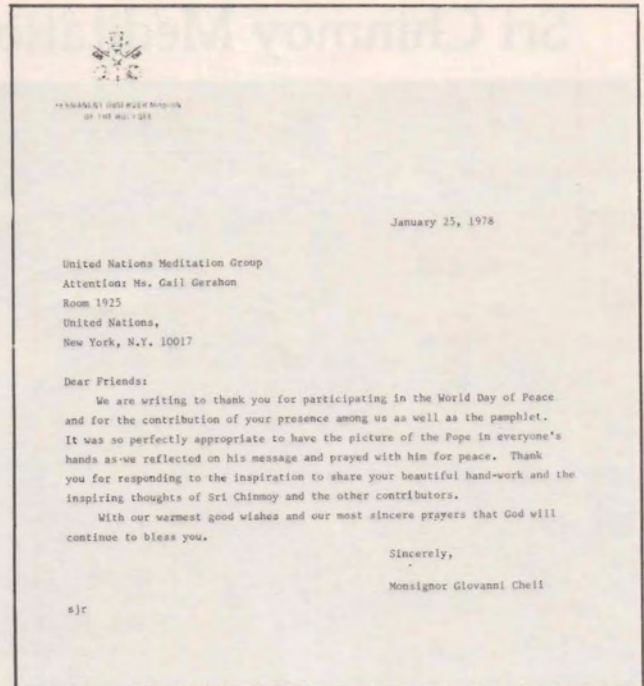 PERMANENT OBSERVER MISSION
OF THE HOLY SEE
January 25, 1978
United Nations Meditation Group
Attention: Ms. Gail Gershon
Room 1925
United Nations,
New York, N.Y. 10017
Dear Friends:
We are writing to thank you for participating in the World Day of Peace
and for the contribution of your presence among us as well as the pamphlet.
It was so perfectly appropriate to have the picture of the Pope in everyone's
hands as we reflected on his message and prayed with him for peace. Thank
you for responding to the inspiration to share your beautiful hand-work and the
inspiring thoughts of Sri Chinmoy and the other contributors.
With our warmest good wishes and our most sincere prayers that God will
continue to bless you.
Sincerely,
Monsignor Giovanni Cheli
sjr